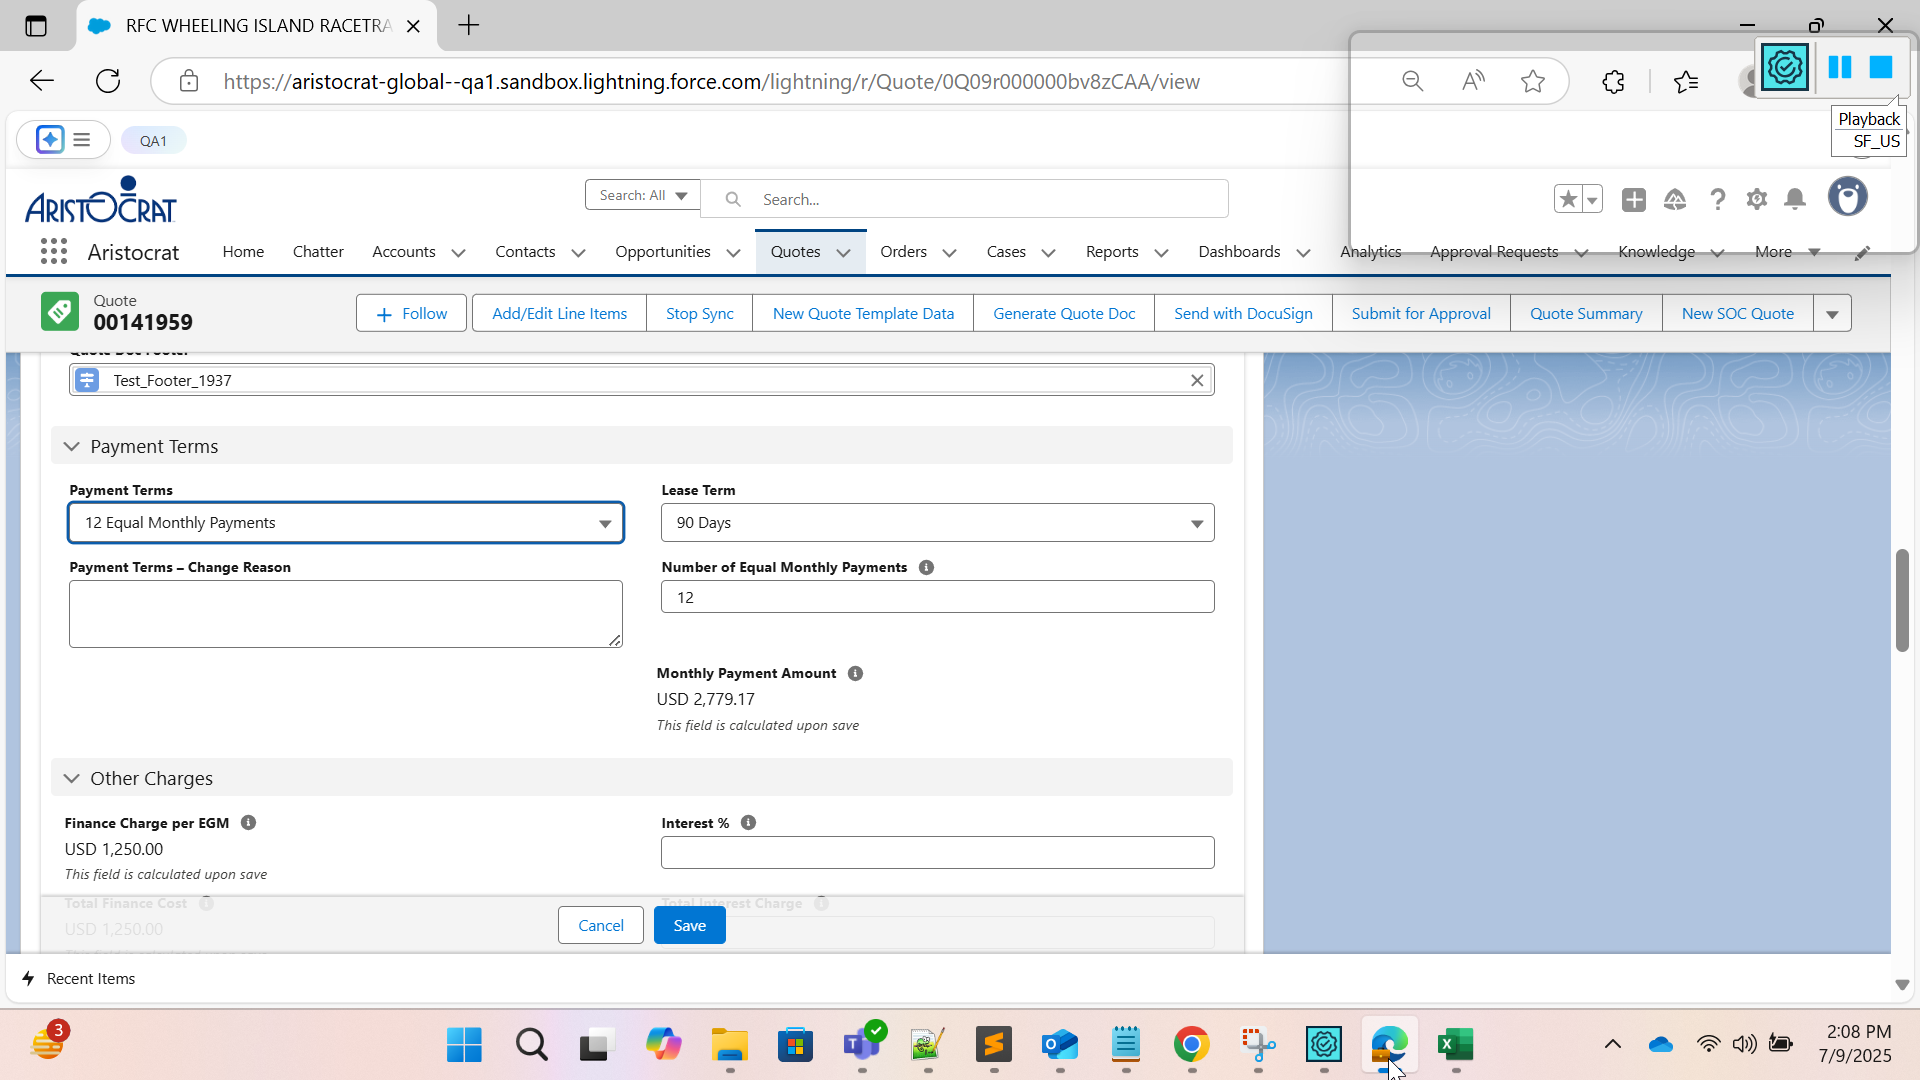 RFC WHEELING ISLAND RACETRA
https://aristocrat-global--qa1.sandbox.lightning.force.com/lightning/r/Quote/0Q09r000000bv8zCAA/view
Playback
SF_US
QA1
ARISTOCRAT
Search: All
Search...
Aristocrat
Home
Chatter
Accounts
Contacts
Opportunities
Quotes
Orders
Cases
Reports
Dashboards
Analytics
Approval Requests
Knowledge
More
Quote
00141959
Follow
Add/Edit Line Items
Stop Sync
New Quote Template Data
Generate Quote Doc
Send with DocuSign
Submit for Approval
Quote Summary
New SOC Quote
Quote Doc Footer
Test_Footer_1937
Payment Terms
Payment Terms
12 Equal Monthly Payments
Lease Term
90 Days
Payment Terms – Change Reason
Number of Equal Monthly Payments
12
Monthly Payment Amount
USD 2,779.17
This field is calculated upon save
Other Charges
Finance Charge per EGM
USD 1,250.00
This field is calculated upon save
Interest %
Total Finance Cost
USD 1,250.00
Total Interest Charge
Cancel
Save
Recent Items
3
2:08 PM
7/9/2025